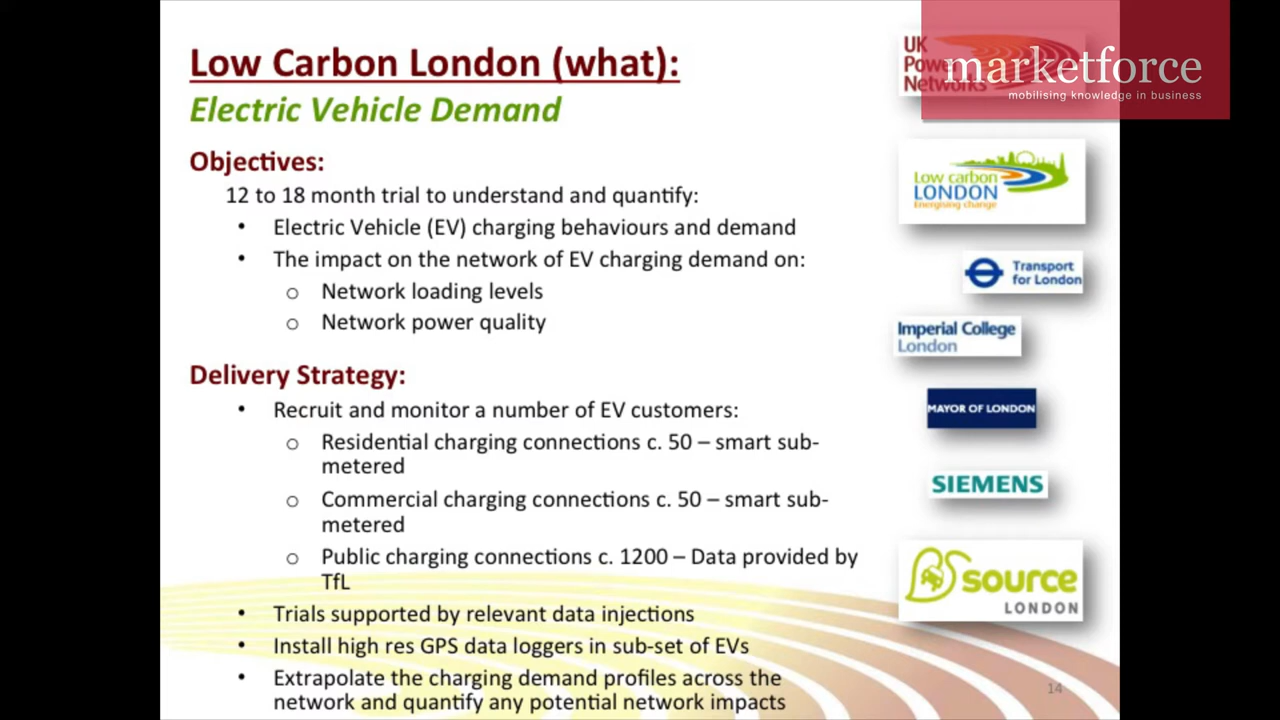 Low Carbon London (what):
Electric Vehicle Demand
Objectives:
12 to 18 month trial to understand and quantify:
• Electric Vehicle (EV) charging behaviours and demand
• The impact on the network of EV charging demand on:
o Network loading levels
o Network power quality
Delivery Strategy:
• Recruit and monitor a number of EV customers:
o Residential charging connections c. 50 – smart sub-
metered
o Commercial charging connections c. 50 – smart sub-
metered
o Public charging connections c. 1200 – Data provided by
TfL
• Trials supported by relevant data injections
• Install high res GPS data loggers in sub-set of EVs
• Extrapolate the charging demand profiles across the
network and quantify any potential network impacts
UK
Power
Networks
marketforce
mobilising knowledge in business
Low carbon
LONDON
Energising change
Transport
for London
Imperial College
London
MAYOR OF LONDON
SIEMENS
source
LONDON
14